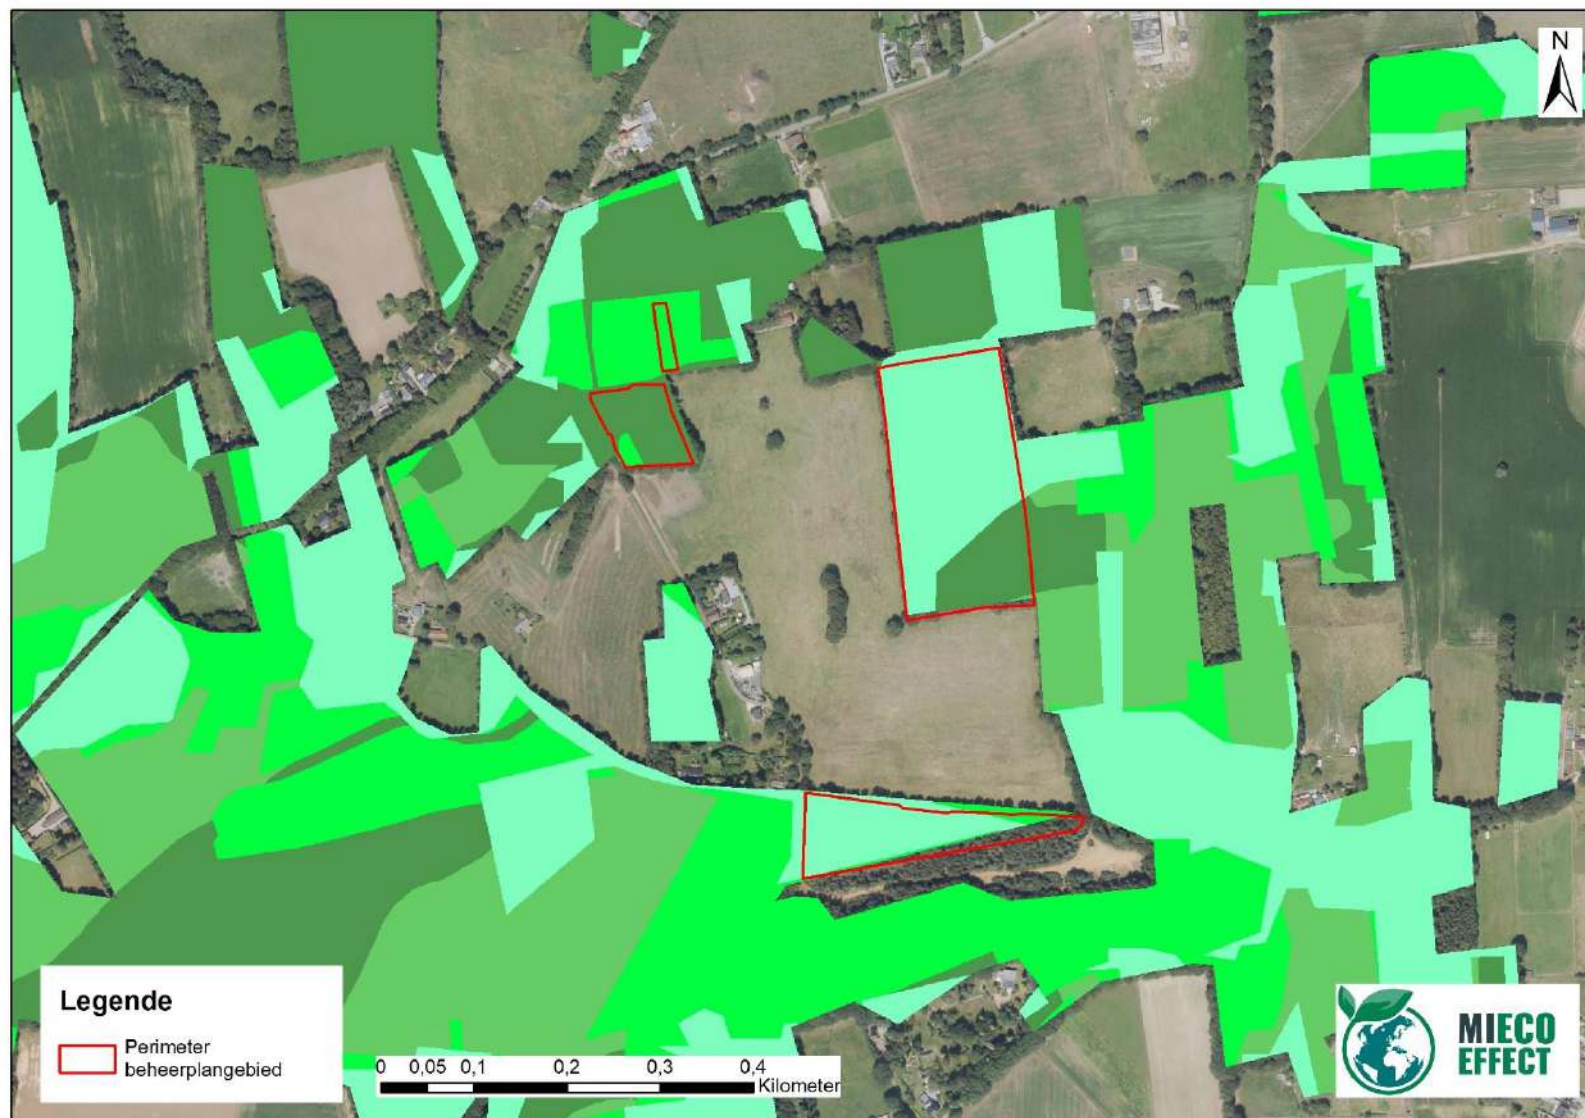 N
Legende
Perimeter
beheerplangebied
0 0,05 0,1 0,2 0,3 0,4
Kilometer
MIECO
EFFECT